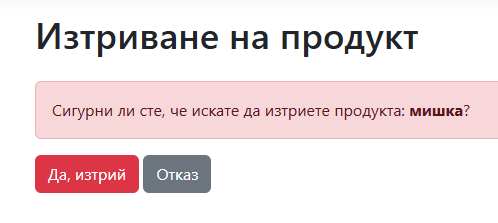 Изтриване на продукт
Сигурни ли сте, че искате да изтриете продукта: мишка?
Да, изтрий Отказ